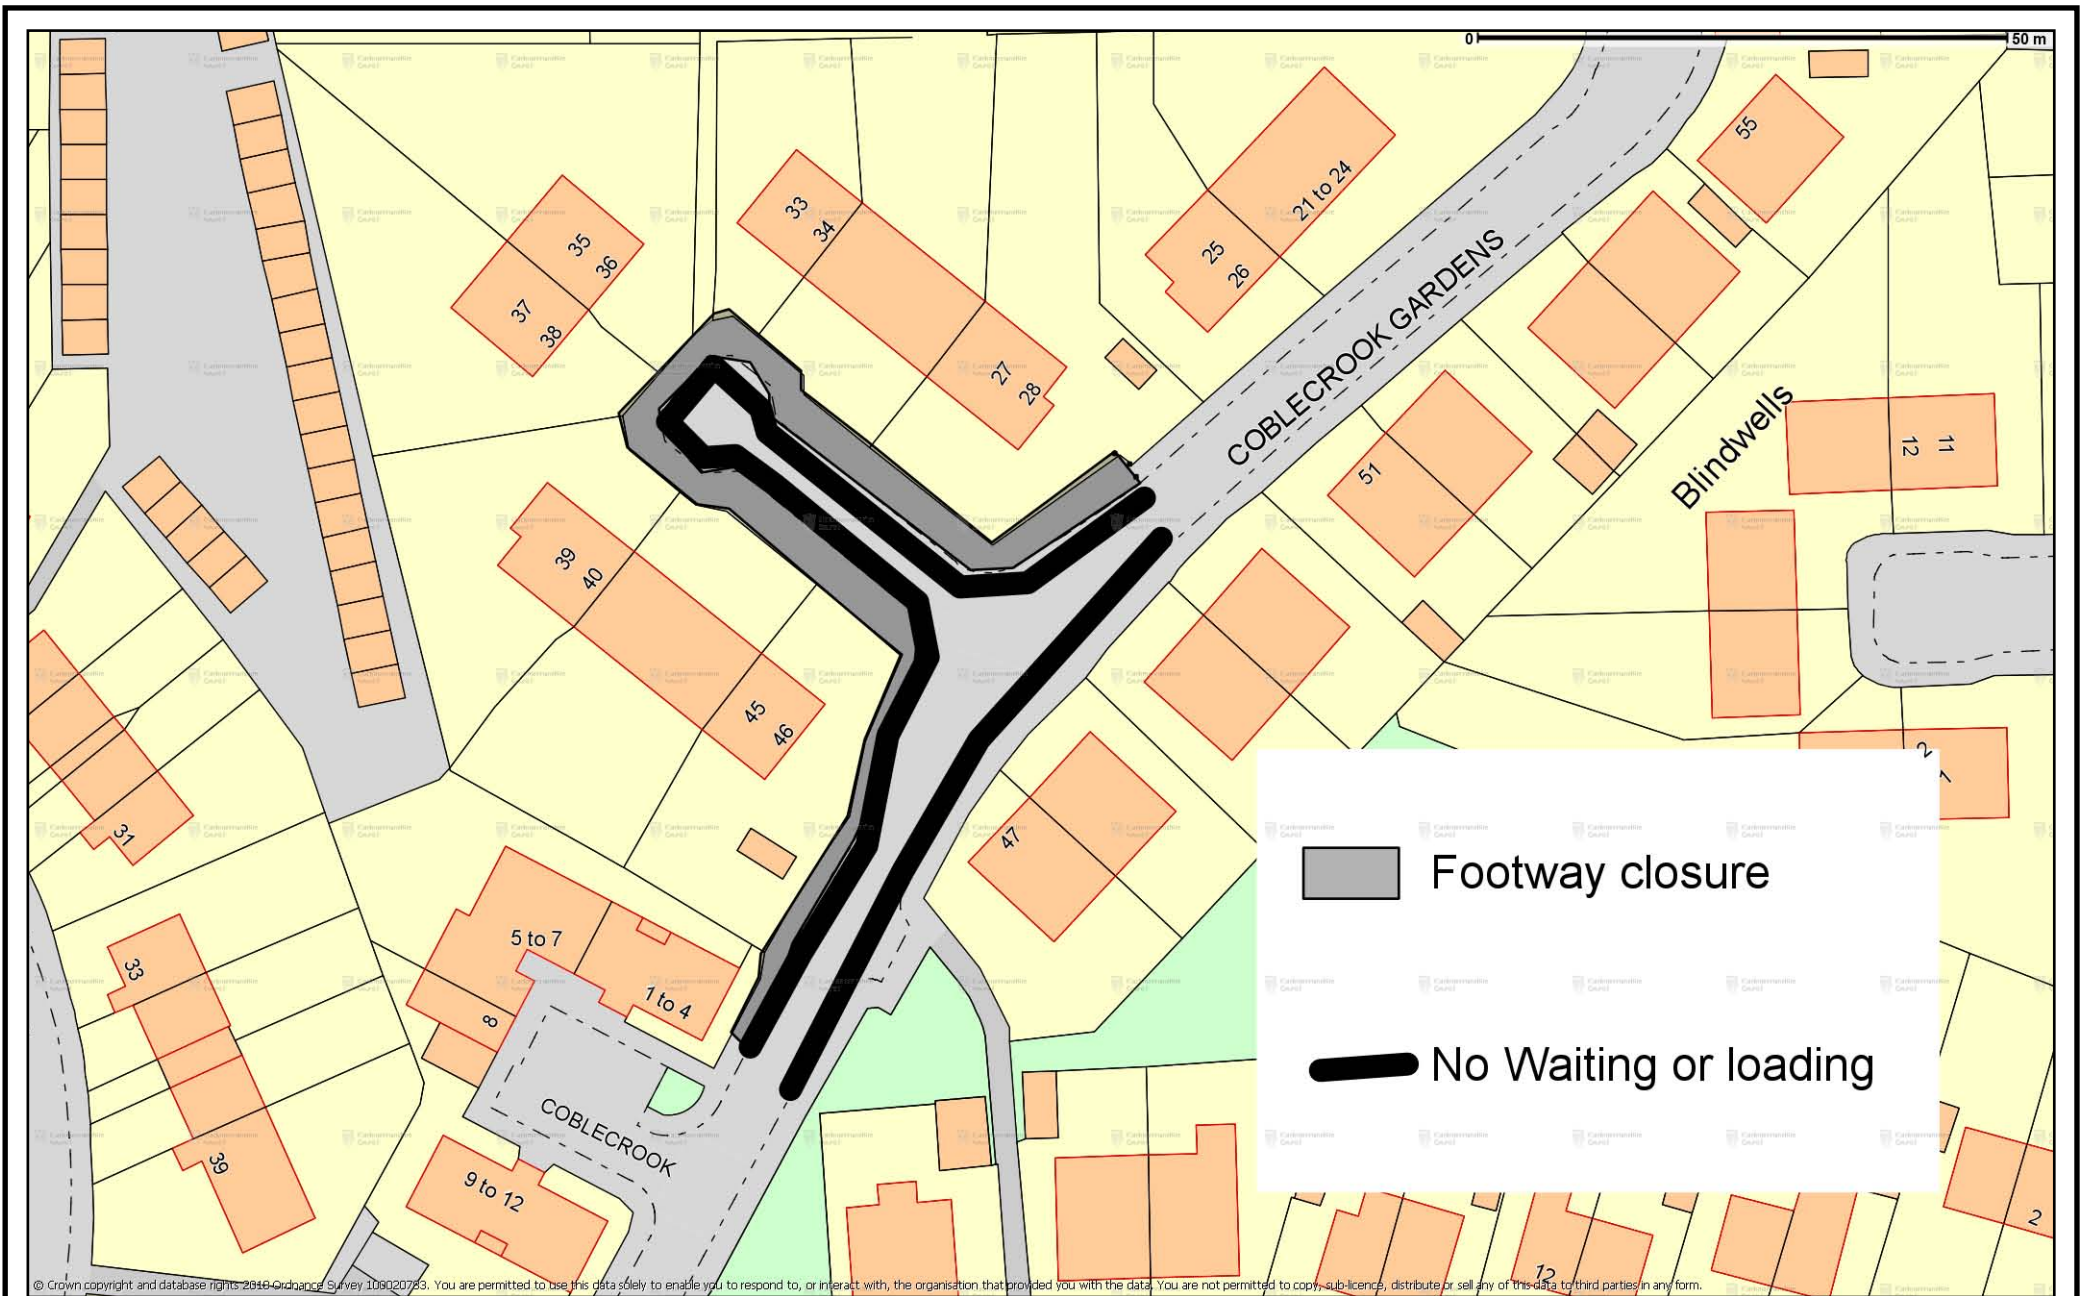 0
50 m
55
21 to 24
33
34
35
36
25
26
37
38
COBLECROOK GARDENS
27
28
Blindwells
12
11
51
39
40
45
46
2
1
31
47
Footway closure
5 to 7
33
1 to 4
8
No Waiting or loading
COBLECROOK
39
9 to 12
2
12
© Crown copyright and database rights 2018 Ordnance Survey 100020783. You are permitted to use this data solely to enable you to respond to, or interact with, the organisation that provided you with the data. You are not permitted to copy, sub-licence, distribute or sell any of this data to third parties in any form.